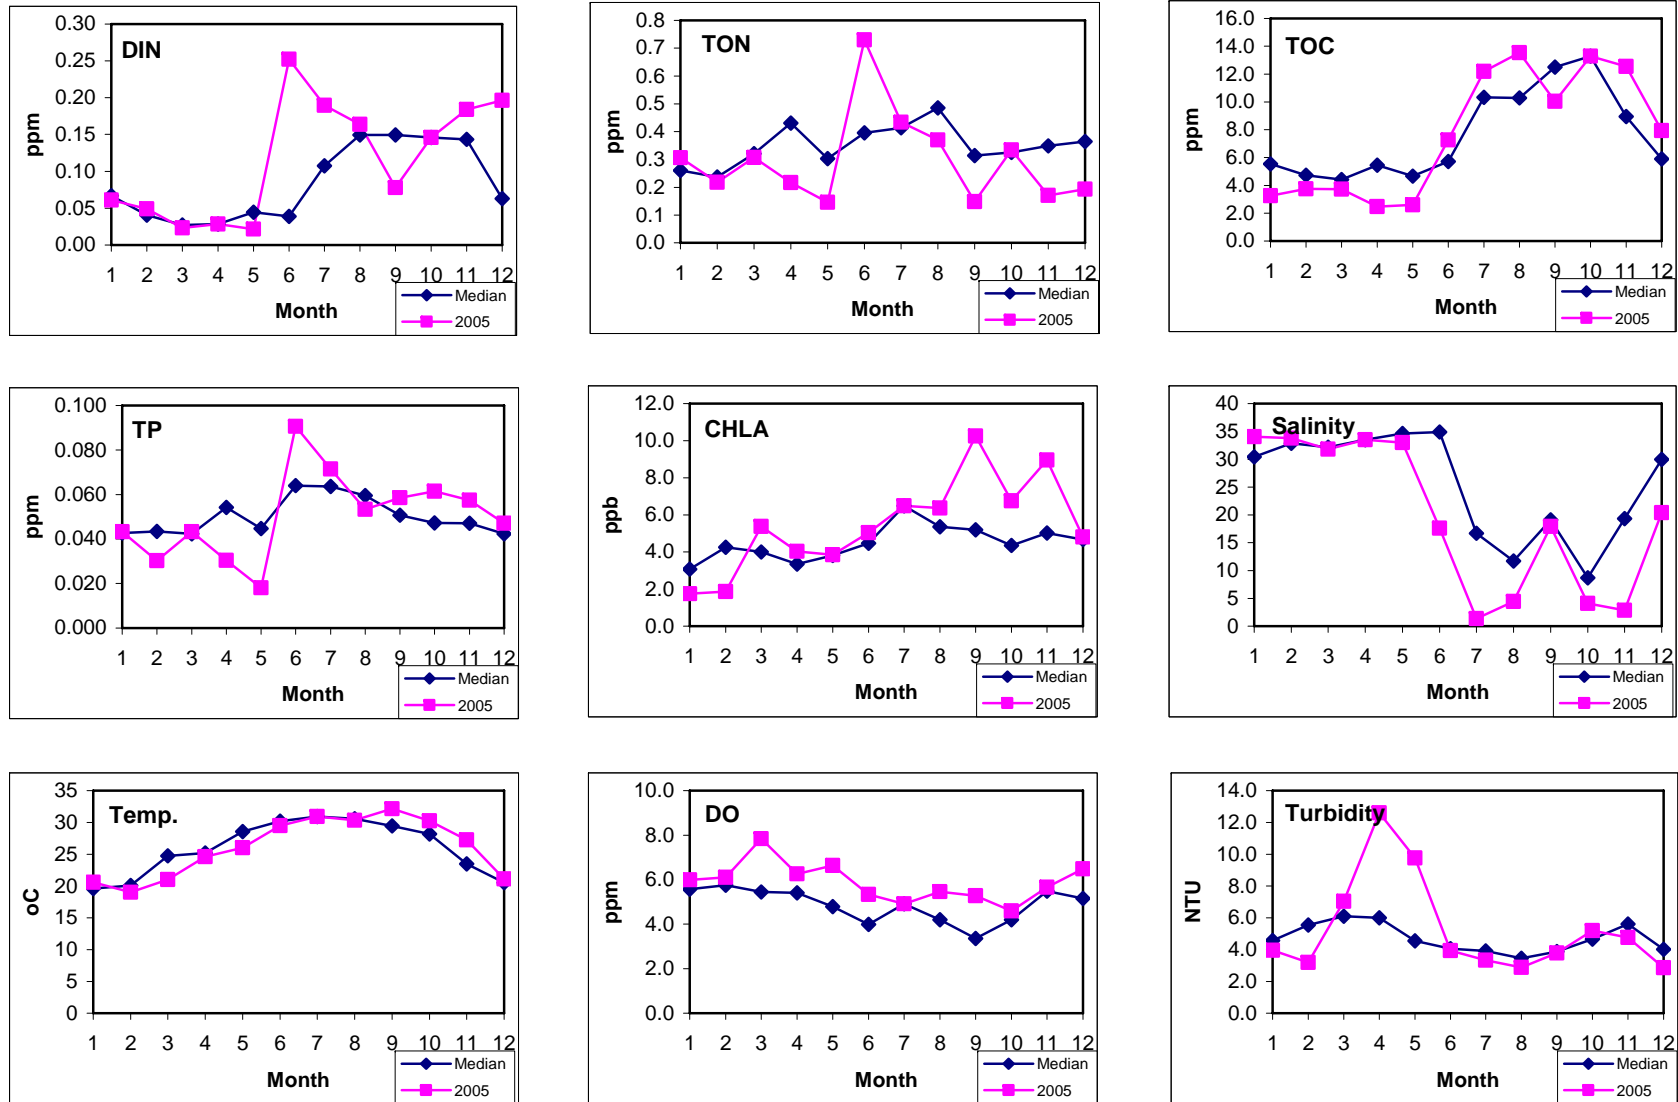 DIN
ppm
0.30
0.25
0.20
0.15
0.10
0.05
0.00
1 2 3 4 5 6 7 8 9 10 11 12
Month
Median
2005
TON
ppm
0.8
0.7
0.6
0.5
0.4
0.3
0.2
0.1
0.0
1 2 3 4 5 6 7 8 9 10 11 12
Month
Median
2005
TOC
ppm
16.0
14.0
12.0
10.0
8.0
6.0
4.0
2.0
0.0
1 2 3 4 5 6 7 8 9 10 11 12
Month
Median
2005
TP
ppm
0.100
0.080
0.060
0.040
0.020
0.000
1 2 3 4 5 6 7 8 9 10 11 12
Month
Median
2005
CHLA
ppb
12.0
10.0
8.0
6.0
4.0
2.0
0.0
1 2 3 4 5 6 7 8 9 10 11 12
Month
Median
2005
Salinity
40
35
30
25
20
15
10
5
0
1 2 3 4 5 6 7 8 9 10 11 12
Month
Median
2005
Temp.
oC
35
30
25
20
15
10
5
0
1 2 3 4 5 6 7 8 9 10 11 12
Month
Median
2005
DO
ppm
10.0
8.0
6.0
4.0
2.0
0.0
1 2 3 4 5 6 7 8 9 10 11 12
Month
Median
2005
Turbidity
NTU
14.0
12.0
10.0
8.0
6.0
4.0
2.0
0.0
1 2 3 4 5 6 7 8 9 10 11 12
Month
Median
2005